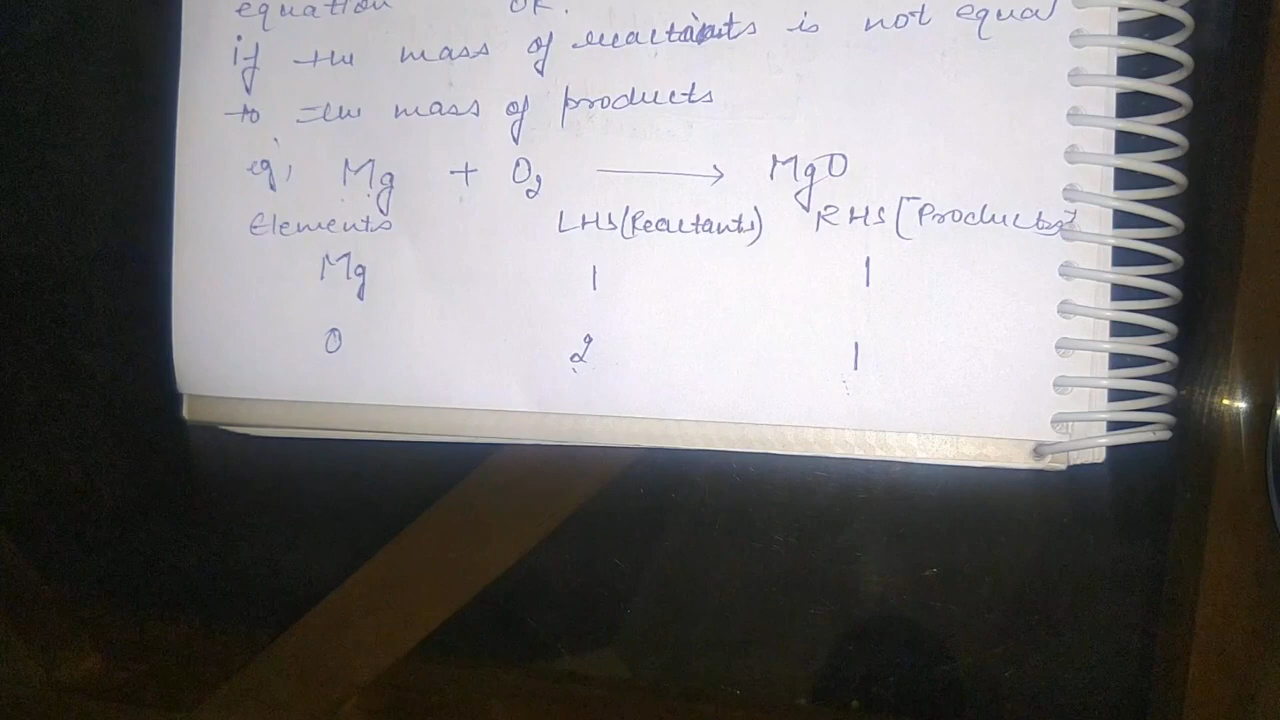 equation or
if the mass of reactants is not equal
to the mass of products
eg, Mg + O2 → MgO
Elements LHS(Reactants) RHS [Products]
Mg 1 1
O 2 1